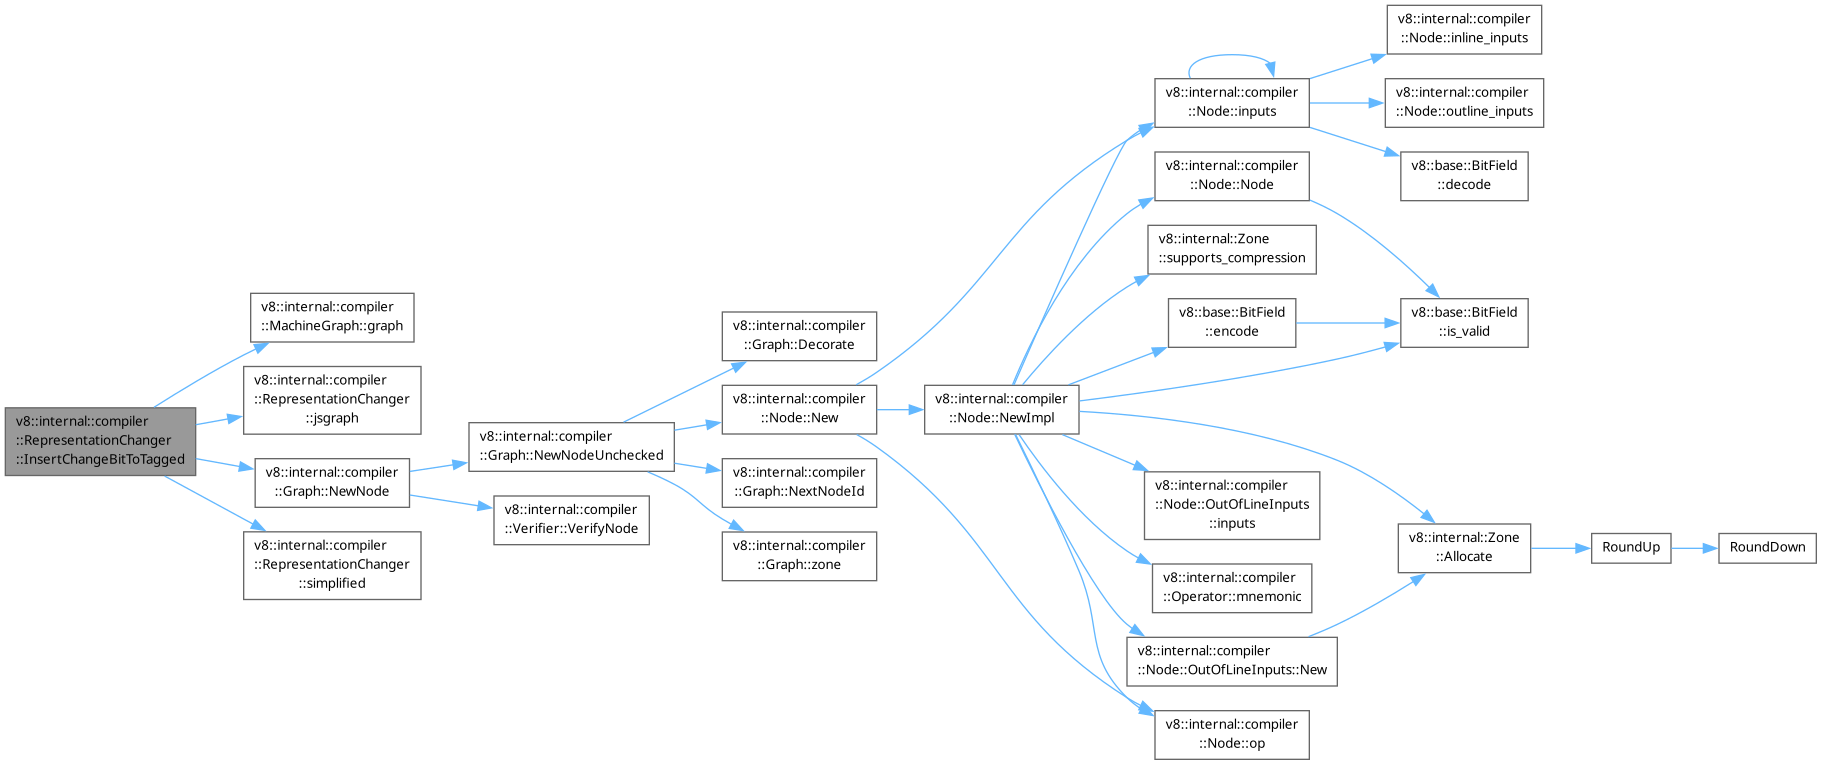 v8::internal::compiler
::RepresentationChanger
::InsertChangeBitToTagged
v8::internal::compiler
::MachineGraph::graph
v8::internal::compiler
::RepresentationChanger
::jsgraph
v8::internal::compiler
::Graph::NewNode
v8::internal::compiler
::RepresentationChanger
::simplified
v8::internal::compiler
::Graph::NewNodeUnchecked
v8::internal::compiler
::Verifier::VerifyNode
v8::internal::compiler
::Graph::Decorate
v8::internal::compiler
::Node::New
v8::internal::compiler
::Graph::NextNodeId
v8::internal::compiler
::Graph::zone
v8::internal::compiler
::Node::NewImpl
v8::internal::compiler
::Node::inputs
v8::internal::compiler
::Node::Node
v8::internal::Zone
::supports_compression
v8::base::BitField
::encode
v8::internal::compiler
::Node::OutOfLineInputs
::inputs
v8::internal::compiler
::Operator::mnemonic
v8::internal::compiler
::Node::OutOfLineInputs::New
v8::internal::compiler
::Node::op
v8::internal::compiler
::Node::inline_inputs
v8::internal::compiler
::Node::outline_inputs
v8::base::BitField
::decode
v8::base::BitField
::is_valid
v8::internal::Zone
::Allocate
RoundUp
RoundDown